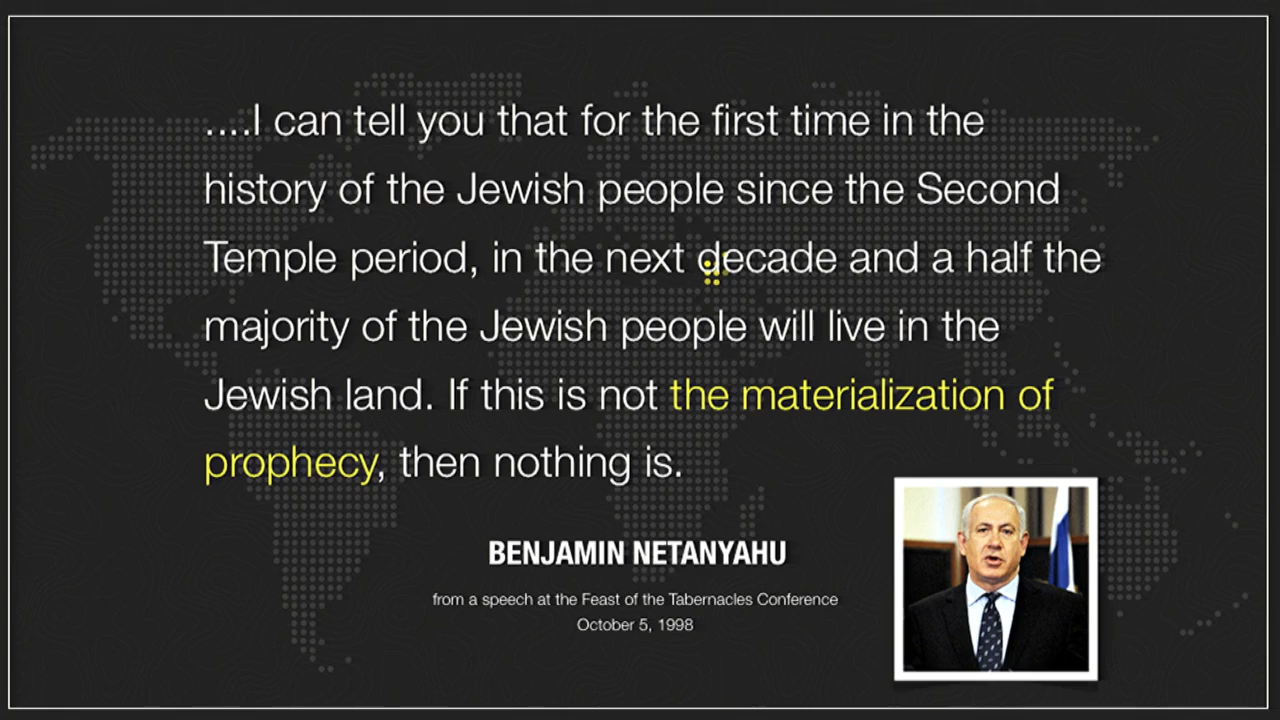 ....I can tell you that for the first time in the
history of the Jewish people since the Second
Temple period, in the next decade and a half the
majority of the Jewish people will live in the
Jewish land. If this is not the materialization of
prophecy, then nothing is.
BENJAMIN NETANYAHU
from a speech at the Feast of the Tabernacles Conference
October 5, 1998